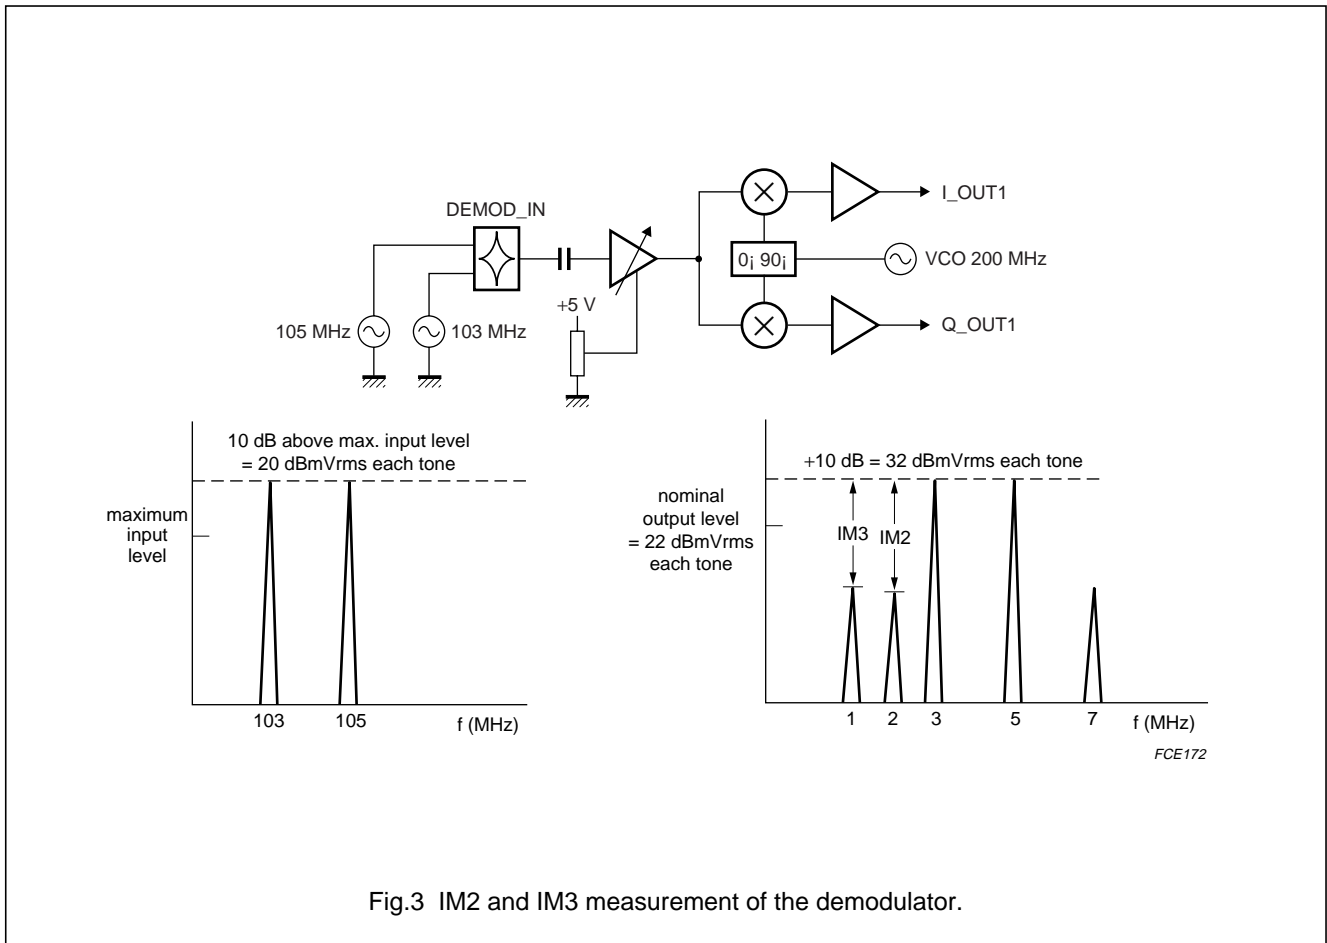 DEMOD_IN
I_OUT1
0¡ 90¡
VCO 200 MHz
+5 V
105 MHz
103 MHz
Q_OUT1
10 dB above max. input level
= 20 dBmVrms each tone
maximum
input
level
103
105
f (MHz)
+10 dB = 32 dBmVrms each tone
nominal
output level
= 22 dBmVrms
each tone
IM3
IM2
1
2
3
5
7
f (MHz)
FCE172
Fig.3 IM2 and IM3 measurement of the demodulator.